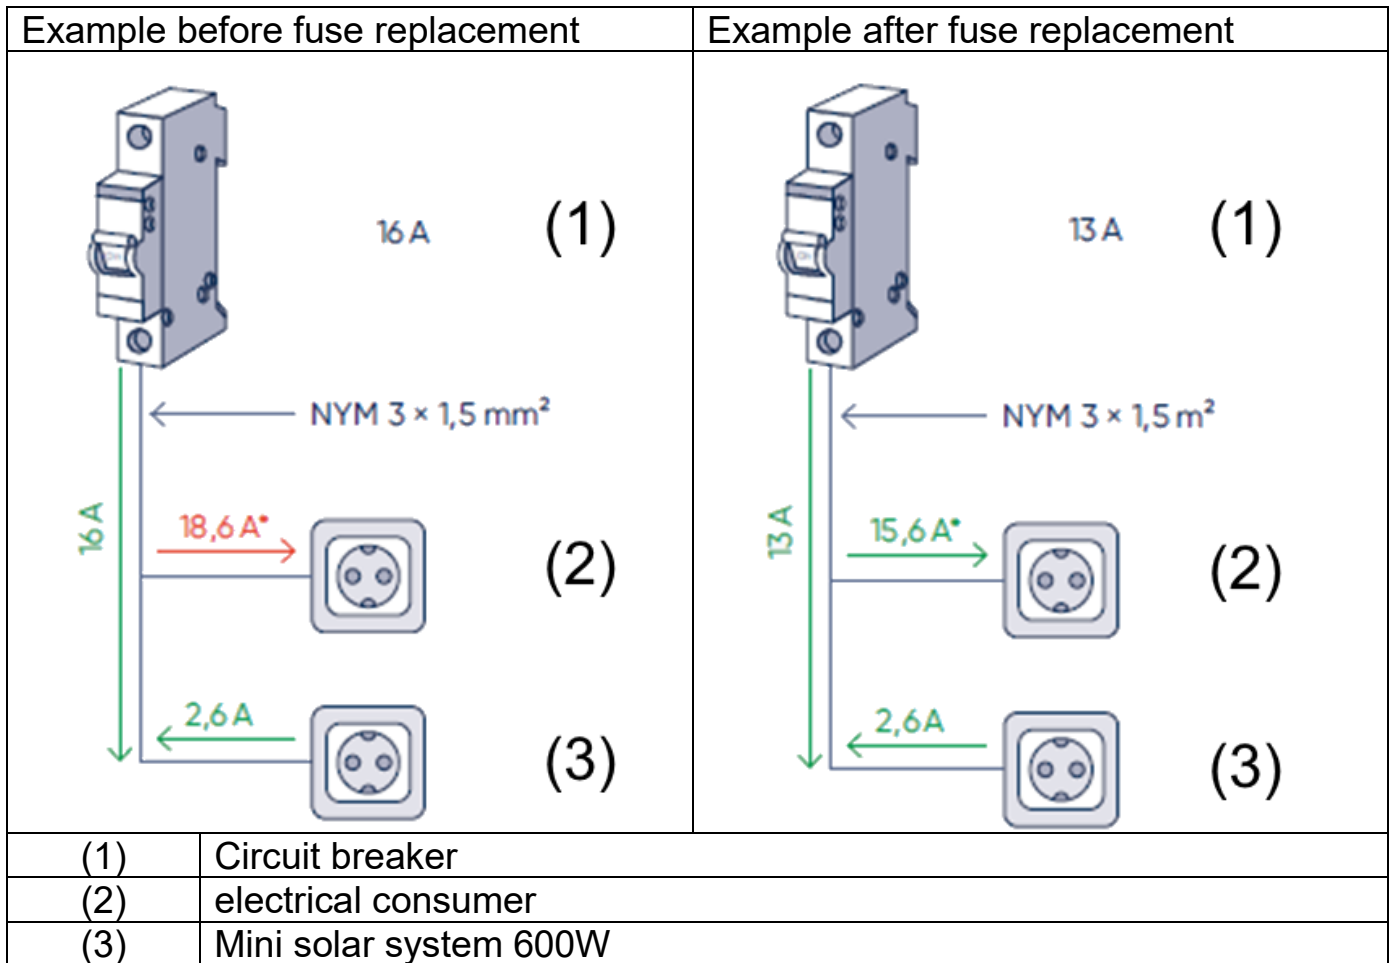 Example before fuse replacement
Example after fuse replacement
16 A
(1)
NYM 3 × 1,5 mm²
16 A
18,6 A*
(2)
2,6 A
(3)
13 A
(1)
NYM 3 × 1,5 m²
13 A
15,6 A*
(2)
2,6 A
(3)
(1) Circuit breaker
(2) electrical consumer
(3) Mini solar system 600W